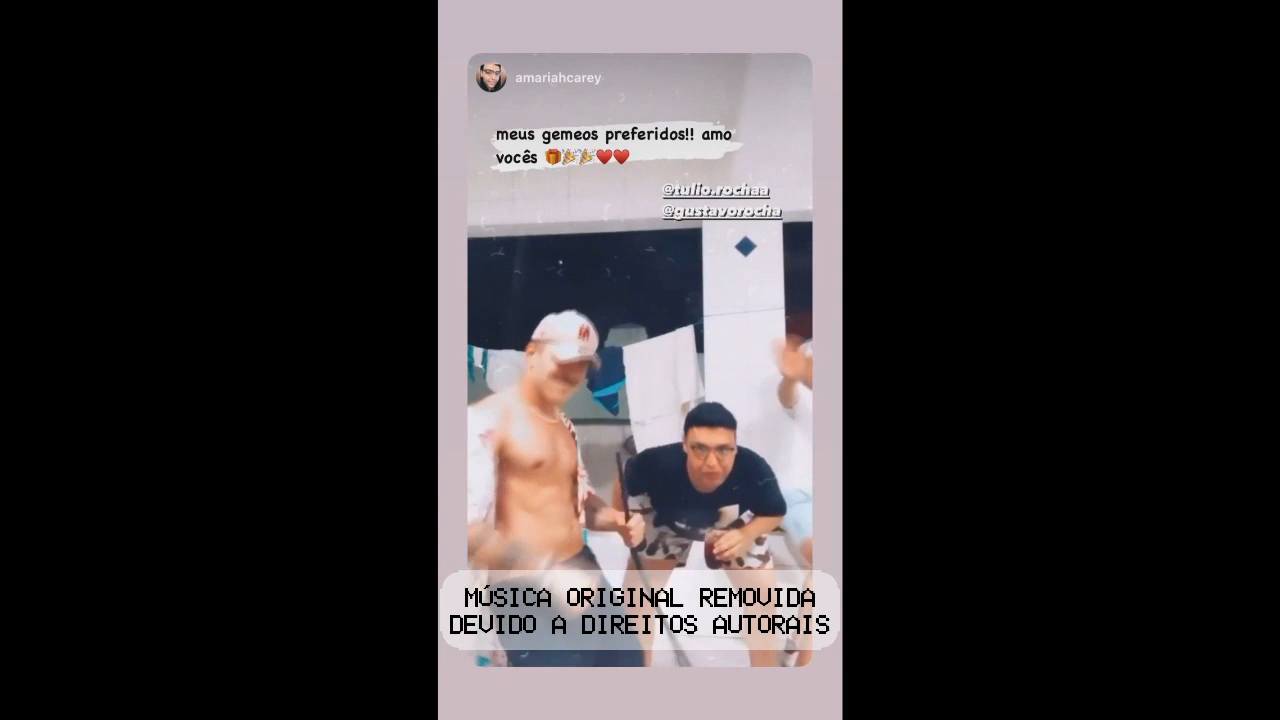 amariahcarey
meus gemeos preferidos!! amo
vocês 🎁🎉🎉❤️❤️
@tulio.rochaa
@gustavorocha
MÚSICA ORIGINAL REMOVIDA
DEVIDO A DIREITOS AUTORAIS